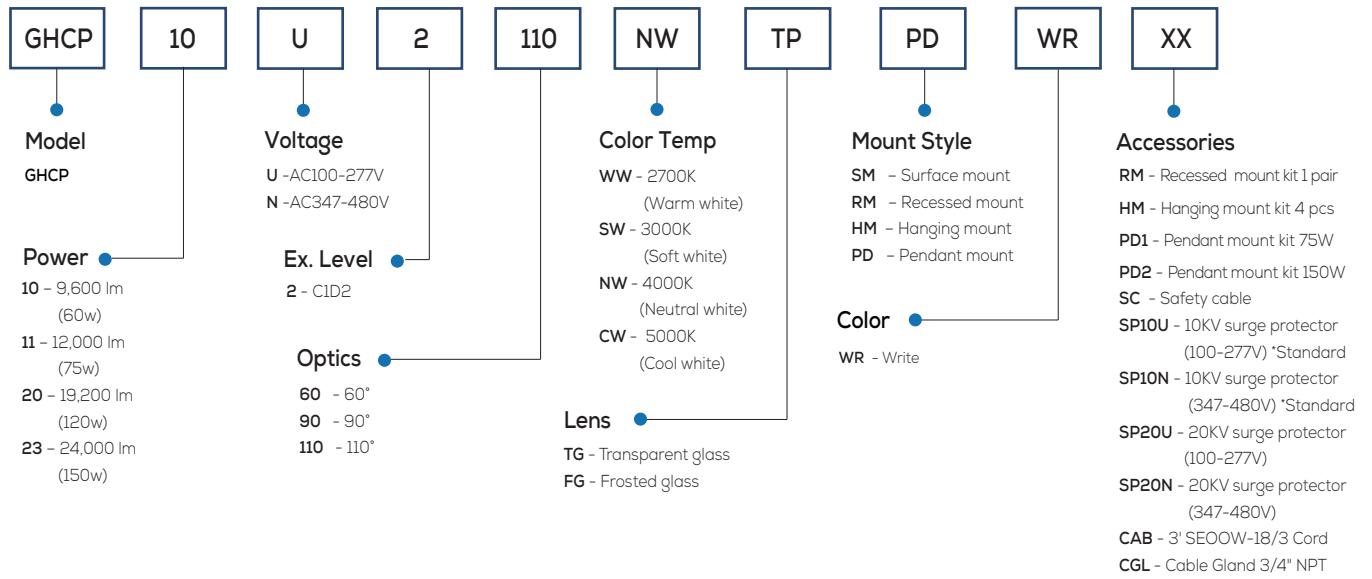 GHCP 10 U 2 110 NW TP PD WR XX
Model
GHCP
Power
10 – 9,600 lm
(60w)
11 – 12,000 lm
(75w)
20 – 19,200 lm
(120w)
23 – 24,000 lm
(150w)
Voltage
U -AC100-277V
N -AC347-480V
Ex. Level
2 - C1D2
Optics
60 - 60°
90 - 90°
110 - 110°
Color Temp
WW - 2700K
(Warm white)
SW - 3000K
(Soft white)
NW - 4000K
(Neutral white)
CW - 5000K
(Cool white)
Lens
TG - Transparent glass
FG - Frosted glass
Mount Style
SM – Surface mount
RM – Recessed mount
HM – Hanging mount
PD – Pendant mount
Color
WR - Write
Accessories
RM - Recessed mount kit 1 pair
HM - Hanging mount kit 4 pcs
PD1 - Pendant mount kit 75W
PD2 - Pendant mount kit 150W
SC - Safety cable
SP10U - 10KV surge protector
(100-277V) *Standard
SP10N - 10KV surge protector
(347-480V) *Standard
SP20U - 20KV surge protector
(100-277V)
SP20N - 20KV surge protector
(347-480V)
CAB - 3' SEOOW-18/3 Cord
CGL - Cable Gland 3/4" NPT